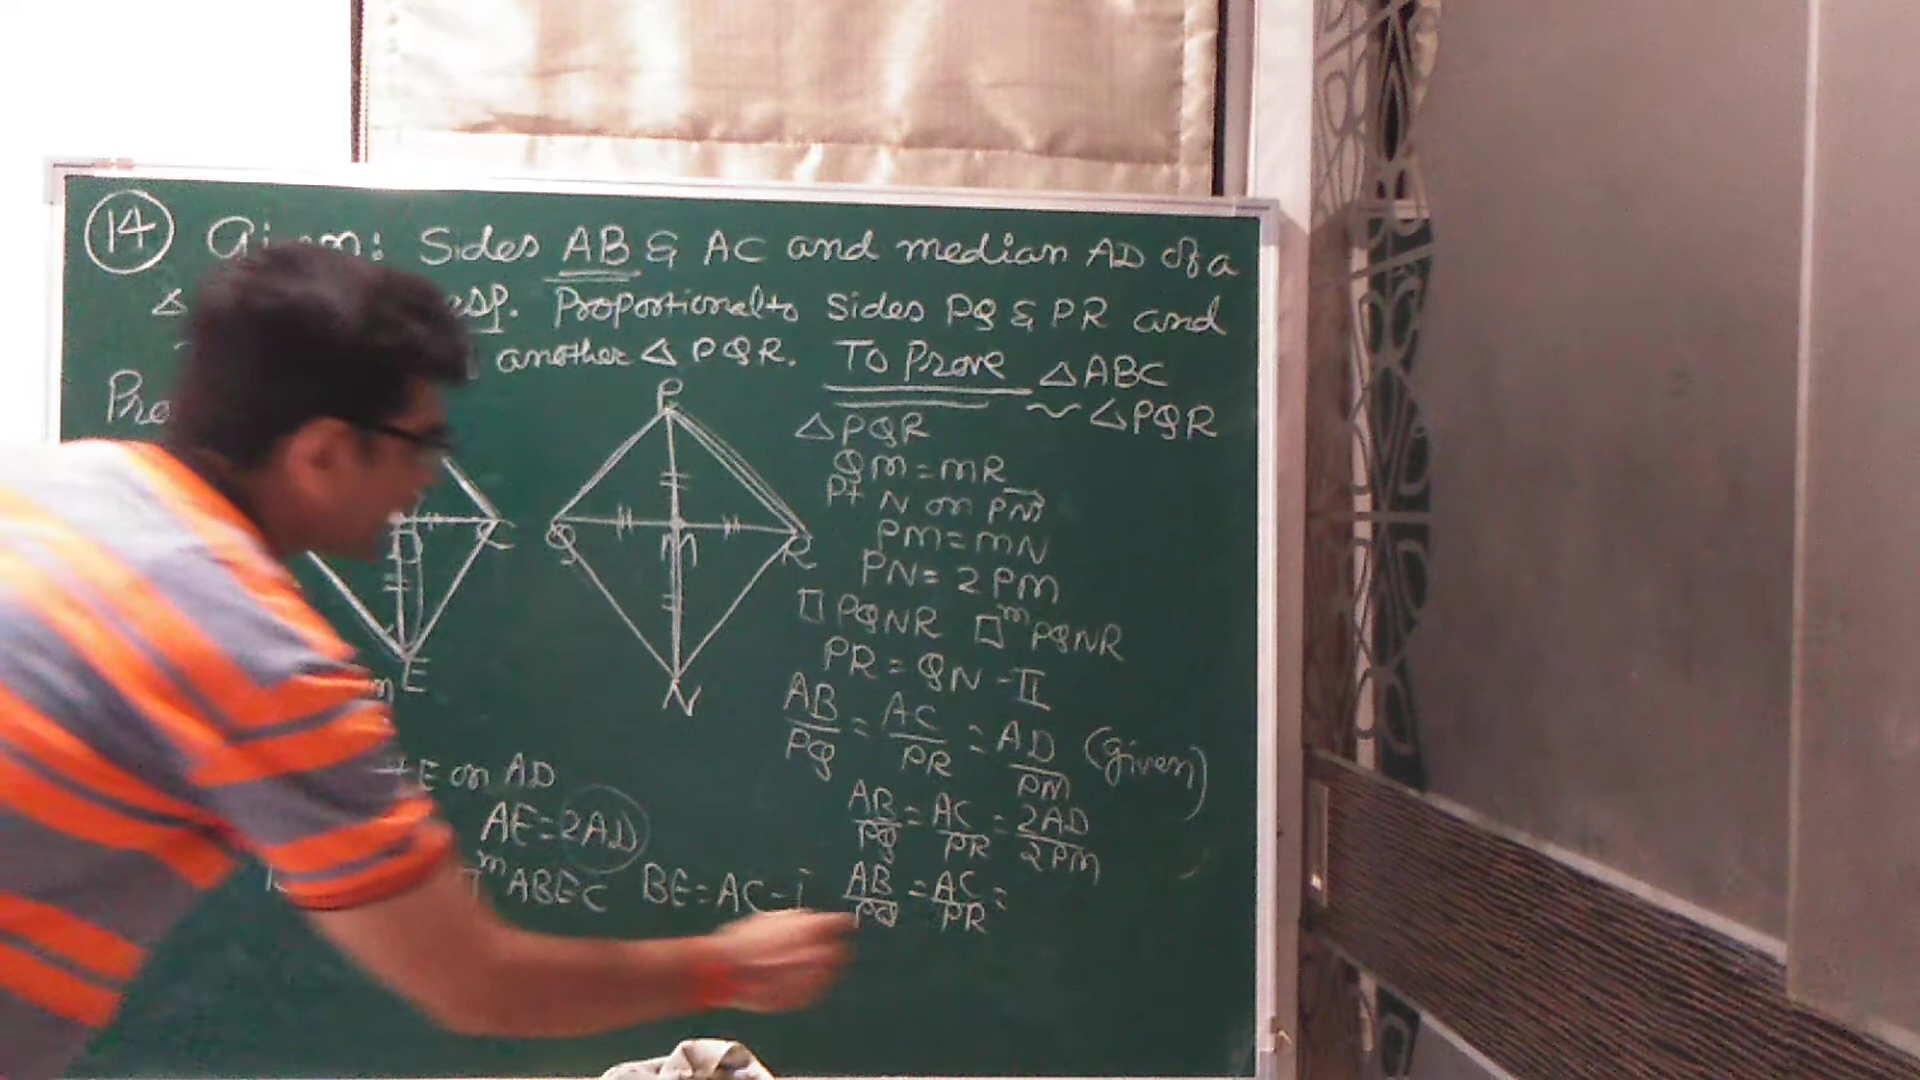 14 Given: Sides AB & AC and median AD of a
△ esp. Proportional to Sides PQ & PR and
another △ PQR. To Prove △ABC
~ △PQR
P
△PQR
QM = MR
Pt N on PM
PM = MN
PN = 2PM
□PQNR □ᵐ PQNR
PR = QN - II
AB/PQ = AC/PR = AD/PM (Given)
AB/PQ = AC/PR = 2AD/2PM
AB/PQ = AC/PR =
D C
E
Q M R
N
E on AD
AE = 2AD
m ABEC BE = AC - i